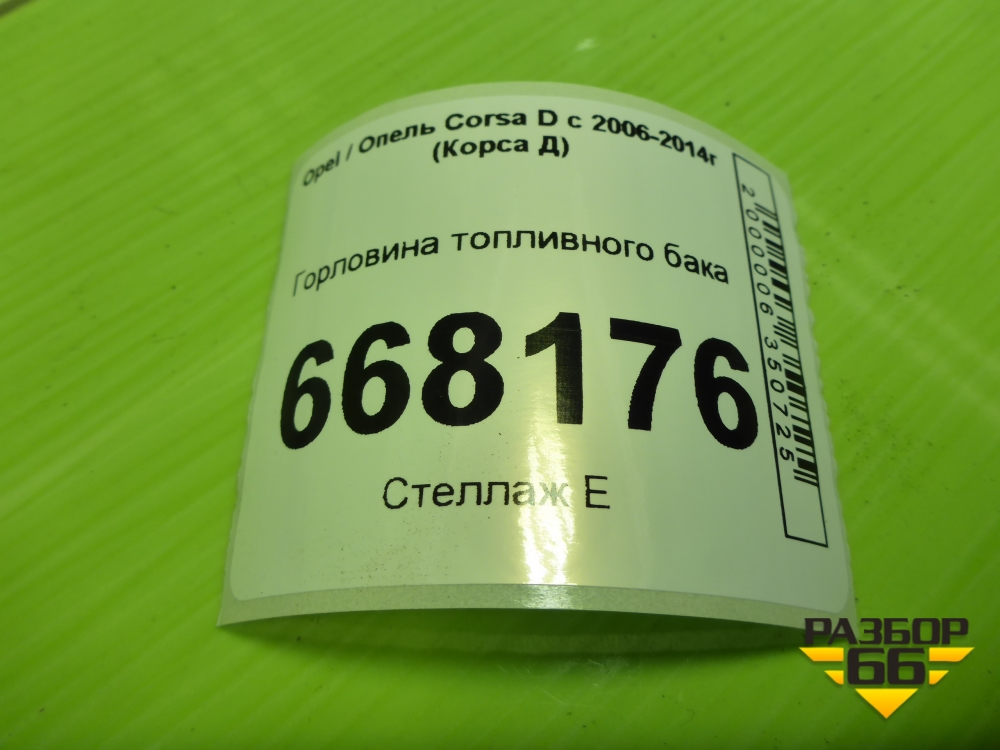 Opel / Опель Corsa D с 2006-2014г
(Корса Д)
Горловина топливного бака
668176
Стеллаж Е
2000006350725
РАЗБОР
66